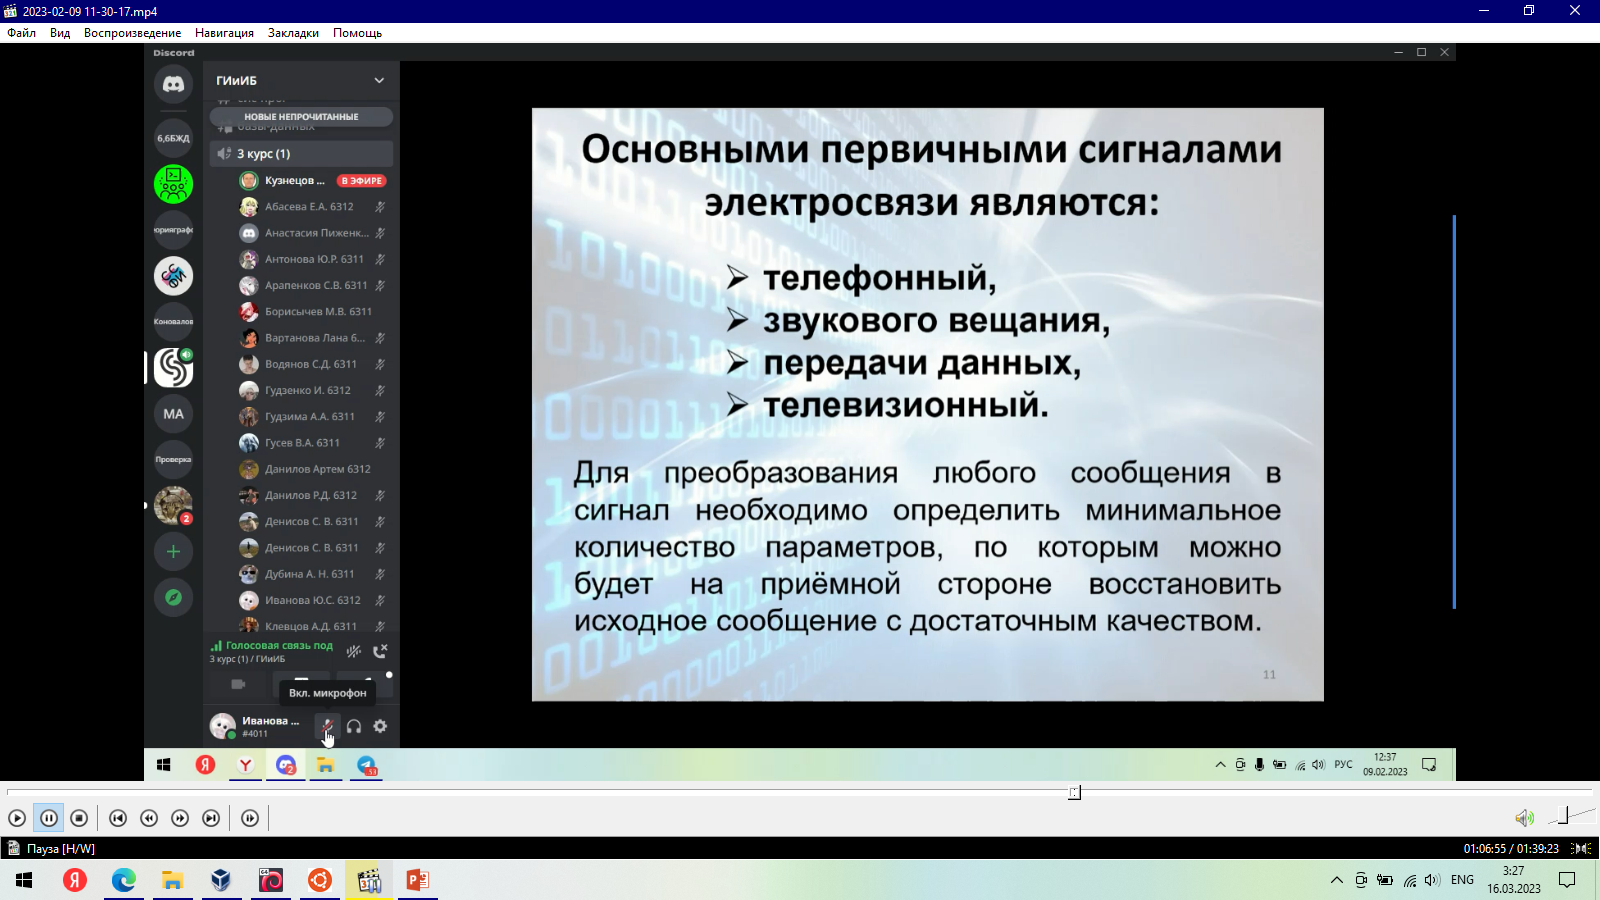 2023-02-09 11-30-17.mp4
Файл Вид Воспроизведение Навигация Закладки Помощь
Discord
ГИиИБ
НОВЫЕ НЕПРОЧИТАННЫЕ
базы-данных
3 курс (1)
Кузнецов ... В ЭФИРЕ
Абасева Е.А. 6312
Анастасия Пиженк...
Антонова Ю.Р. 6311
Арапенков С.В. 6311
Борисычев М.В. 6311
Вартанова Лана 6...
Водянов С.Д. 6311
Гудзенко И. 6312
Гудзима А.А. 6311
Гусев В.А. 6311
Данилов Артем 6312
Данилов Р.Д. 6312
Денисов С. В. 6311
Денисов С. В. 6311
Дубина А. Н. 6311
Иванова Ю.С. 6312
Клевцов А.Д. 6311
6,6БЖД
Коновалов
МА
Проверка
2
Голосовая связь под
3 курс (1) / ГИиИБ
Вкл. микрофон
Иванова ...
#4011
Основными первичными сигналами
электросвязи являются:
телефонный,
звукового вещания,
передачи данных,
телевизионный.
Для преобразования любого сообщения в
сигнал необходимо определить минимальное
количество параметров, по которым можно
будет на приёмной стороне восстановить
исходное сообщение с достаточным качеством.
11
РУС
12:37
09.02.2023
Пауза [H/W]
01:06:55 / 01:39:23
ENG
3:27
16.03.2023